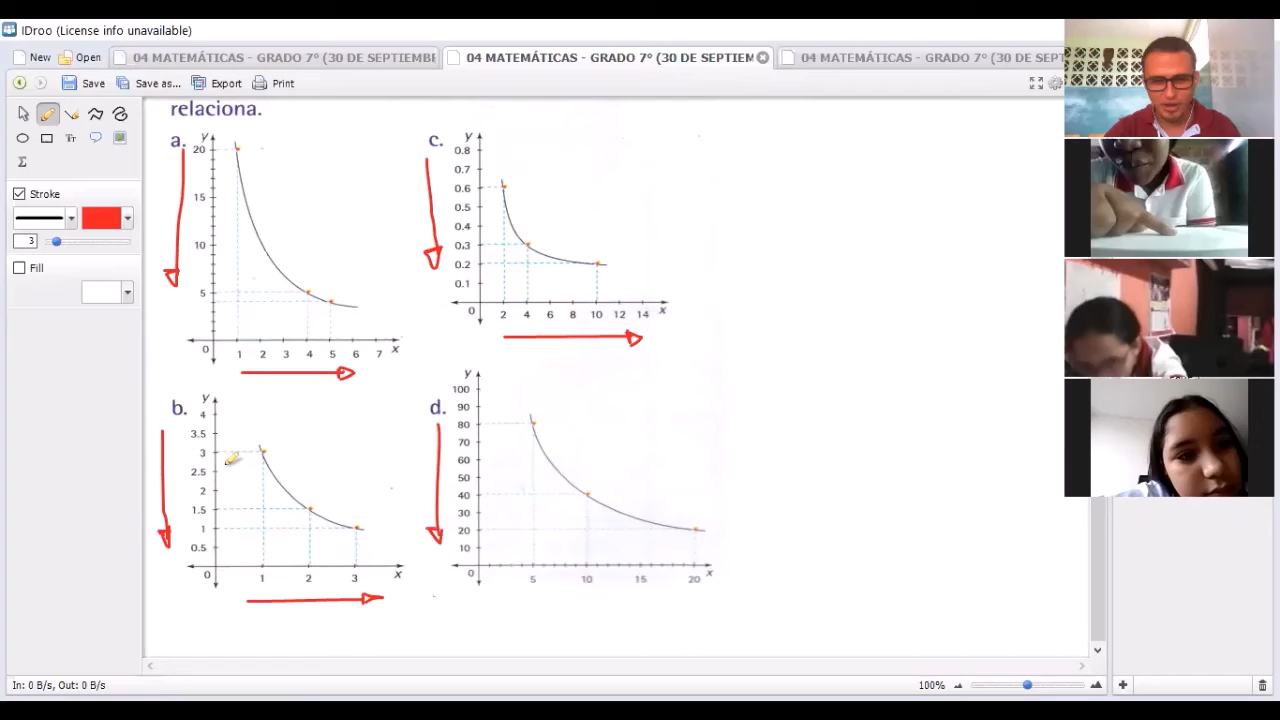 IDroo (License info unavailable)
New Open 04 MATEMÁTICAS - GRADO 7º (30 DE SEPTIEMBRE 04 MATEMÁTICAS - GRADO 7º (30 DE SEPTIEM 04 MATEMÁTICAS - GRADO 7º (30 DE SEPT
Save Save as... Export Print
relaciona.
a. y
20
15
10
5
0 1 2 3 4 5 6 7 x
c. y
0.8
0.7
0.6
0.5
0.4
0.3
0.2
0.1
0 2 4 6 8 10 12 14 x
b. y
4
3.5
3
2.5
2
1.5
1
0.5
0 1 2 3 x
d. y
100
90
80
70
60
50
40
30
20
10
0 5 10 15 20 x
Tт
Σ
Stroke
3
Fill
In: 0 B/s, Out: 0 B/s
100%